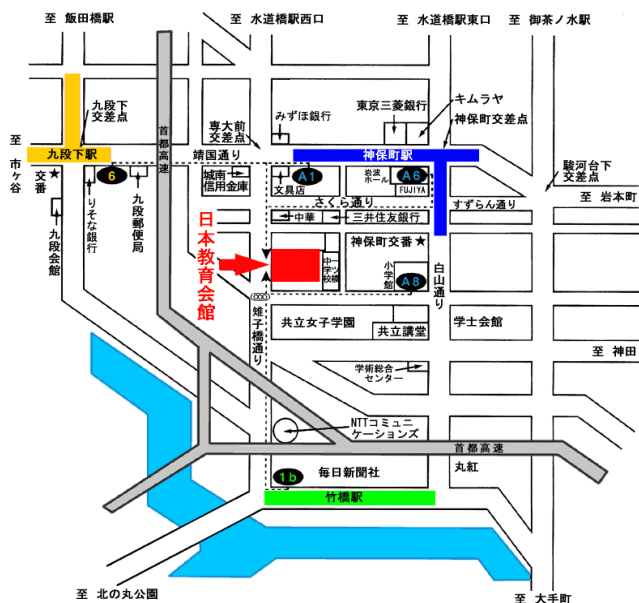 至 飯田橋駅
至 水道橋駅西口
至 水道橋駅東口
至 御茶ノ水駅
首都高速
九段下
交差点
専大前
交差点
みずほ銀行
東京三菱銀行
キムラヤ
神保町交差点
至
市ヶ谷
九段下駅
靖国通り
神保町駅
駿河台下
交差点
交番
★
りそな銀行
6
九段郵便局
城南
信用金庫
A1
文具店
岩波
ホール
A6
FUJIYA
至 岩本町
さくら通り
すずらん通り
九段会館
中華
三井住友銀行
日本教育会館
神保町交番★
一ツ橋
中学校
小学館
A8
白山通り
雉子橋通り
共立女子学園
共立講堂
学士会館
至 神田
学術総合
センター
NTTコミュニ
ケーションズ
首都高速
1b
毎日新聞社
丸紅
竹橋駅
至 北の丸公園
至 大手町